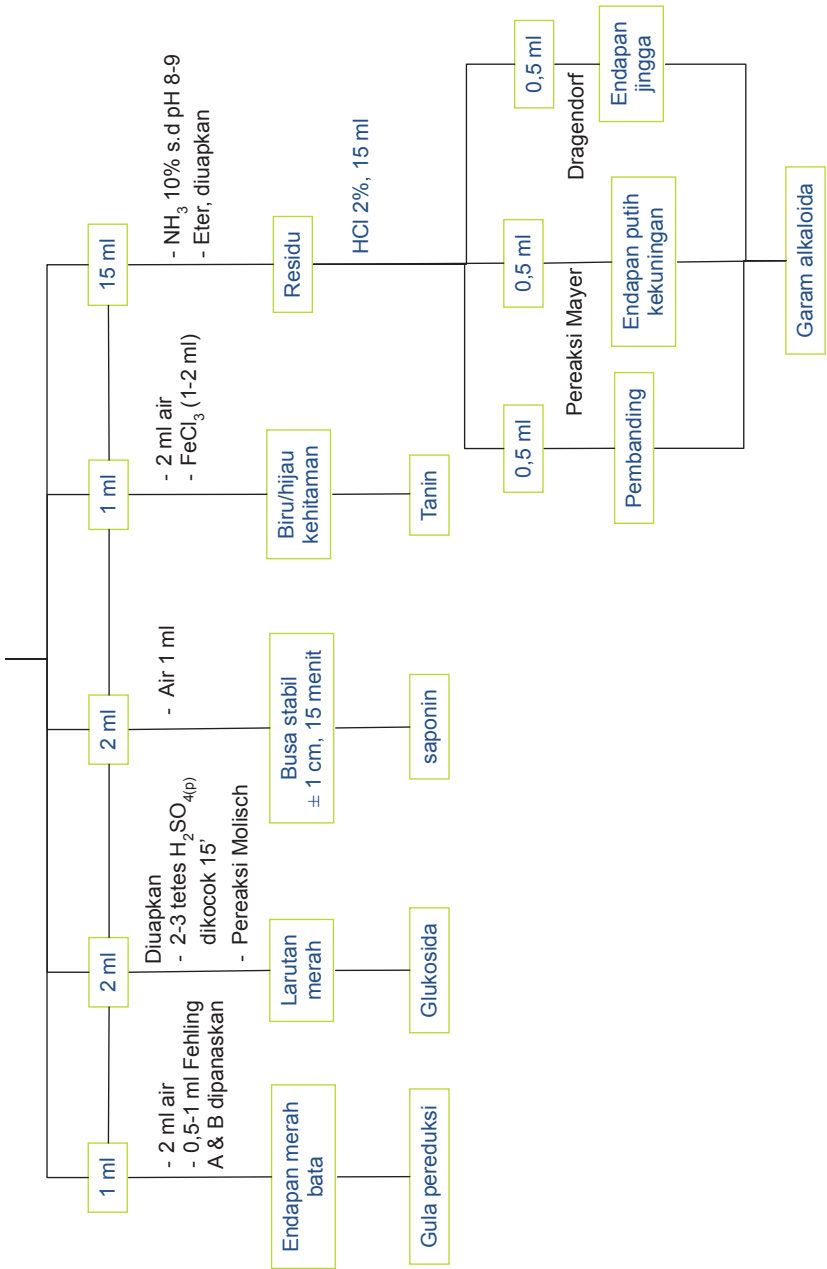 1 ml
2 ml
2 ml
1 ml
15 ml
- 2 ml air
- 0,5-1 ml Fehling
A & B dipanaskan
Diuapkan
- 2-3 tetes H₂SO₄₍ₚ₎
dikocok 15'
- Pereaksi Molisch
- Air 1 ml
- 2 ml air
- FeCl₃ (1-2 ml)
- NH₃ 10% s.d pH 8-9
- Eter, diuapkan
Endapan merah
bata
Larutan
merah
Busa stabil
± 1 cm, 15 menit
Biru/hijau
kehitaman
Residu
HCl 2%, 15 ml
Gula pereduksi
Glukosida
saponin
Tanin
0,5 ml
0,5 ml
0,5 ml
Pereaksi Mayer
Dragendorf
Pembanding
Endapan putih
kekuningan
Endapan
jingga
Garam alkaloida